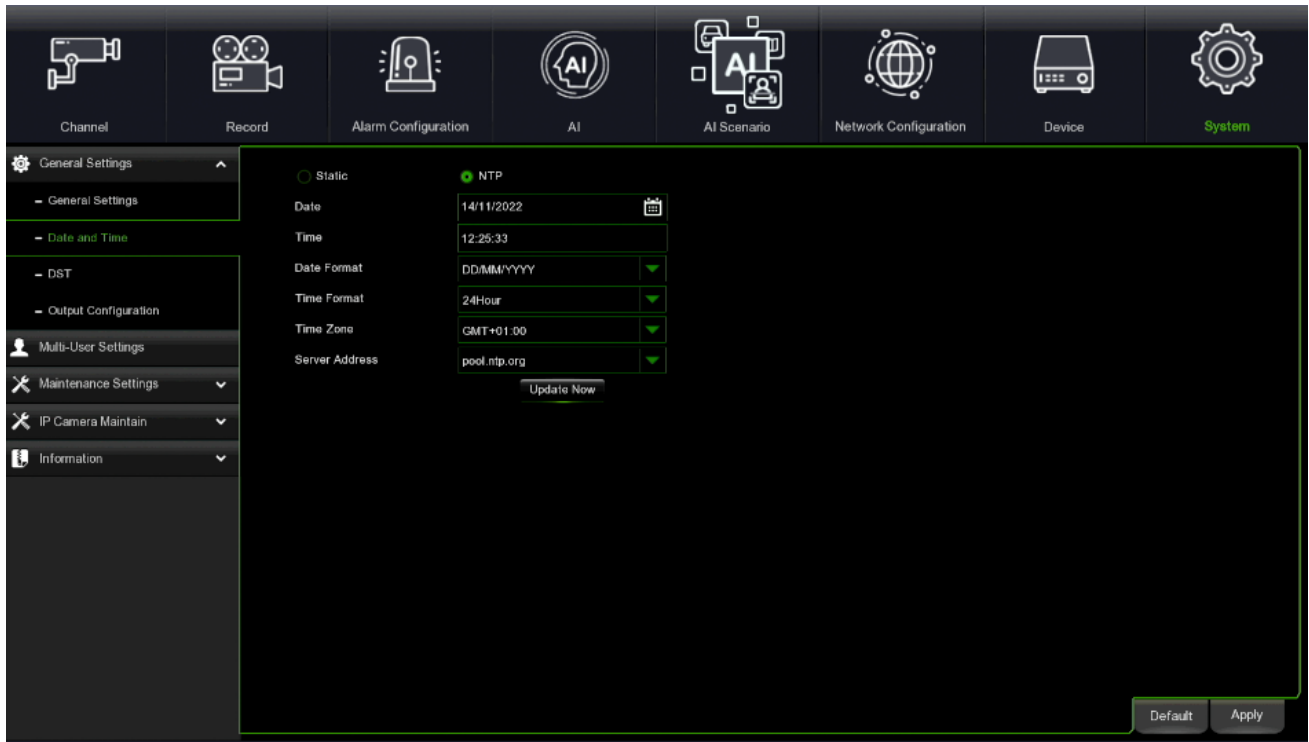 AI
AI
Channel
Record
Alarm Configuration
AI
AI Scenario
Network Configuration
Device
System
General Settings
– General Settings
– Date and Time
– DST
– Output Configuration
Multi-User Settings
Maintenance Settings
IP Camera Maintain
Information
Static
NTP
Date
14/11/2022
Time
12:25:33
Date Format
DD/MM/YYYY
Time Format
24Hour
Time Zone
GMT+01:00
Server Address
pool.ntp.org
Update Now
Default
Apply